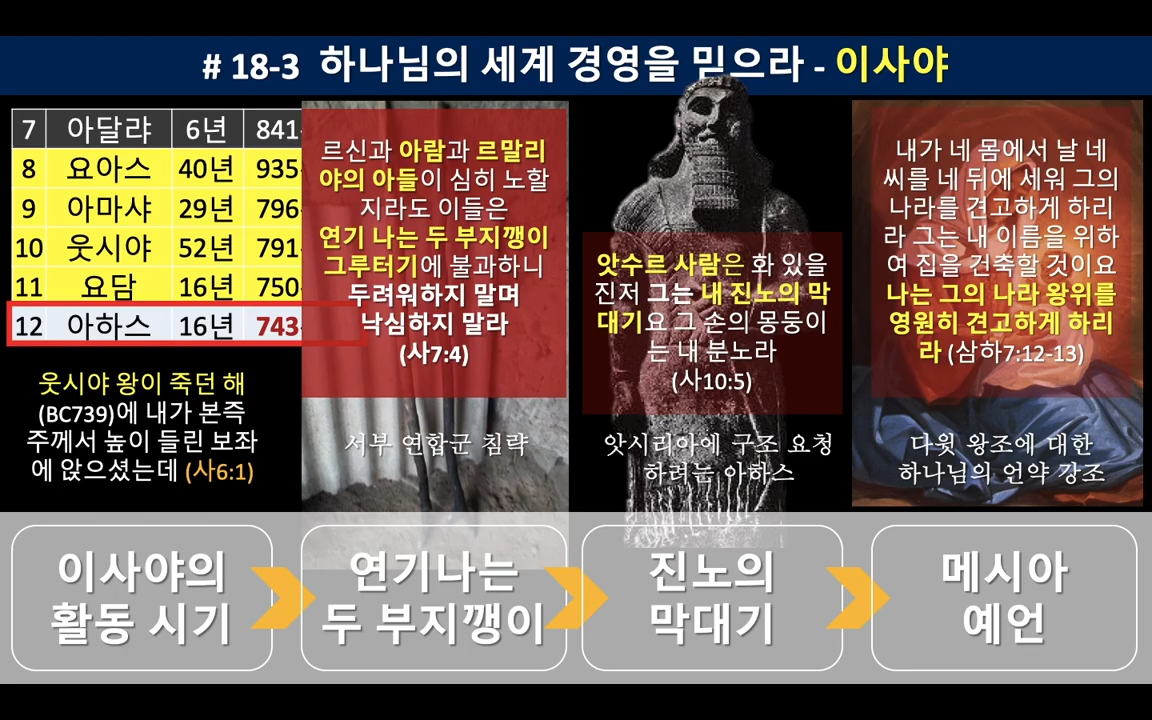 # 18-3 하나님의 세계 경영을 믿으라 - 이사야
7 아달랴 6년 841-
8 요아스 40년 935-
9 아마샤 29년 796-
10 웃시야 52년 791-
11 요담 16년 750-
12 아하스 16년 743-
웃시야 왕이 죽던 해
(BC739)에 내가 본즉
주께서 높이 들린 보좌
에 앉으셨는데 (사6:1)
르신과 아람과 르말리
야의 아들이 심히 노할
지라도 이들은
연기 나는 두 부지깽이
그루터기에 불과하니
두려워하지 말며
낙심하지 말라
(사7:4)
서부 연합군 침략
앗수르 사람은 화 있을
진저 그는 내 진노의 막
대기요 그 손의 몽둥이
는 내 분노라
(사10:5)
앗시리아에 구조 요청
하려는 아하스
내가 네 몸에서 날 네
씨를 네 뒤에 세워 그의
나라를 견고하게 하리
라 그는 내 이름을 위하
여 집을 건축할 것이요
나는 그의 나라 왕위를
영원히 견고하게 하리
라 (삼하7:12-13)
다윗 왕조에 대한
하나님의 언약 강조
이사야의
활동 시기
연기나는
두 부지깽이
진노의
막대기
메시아
예언